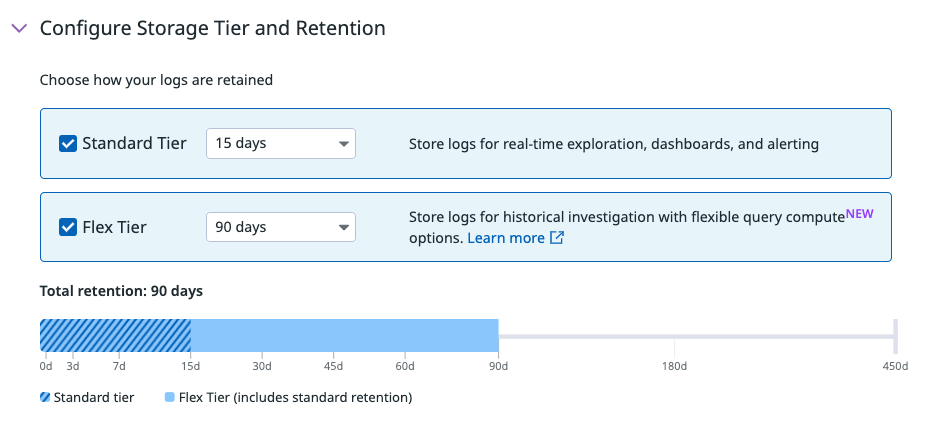 Configure Storage Tier and Retention
Choose how your logs are retained
Standard Tier 15 days Store logs for real-time exploration, dashboards, and alerting
Flex Tier 90 days Store logs for historical investigation with flexible query compute NEW
options. Learn more
Total retention: 90 days
0d 3d 7d 15d 30d 45d 60d 90d 180d 450d
Standard tier Flex Tier (includes standard retention)